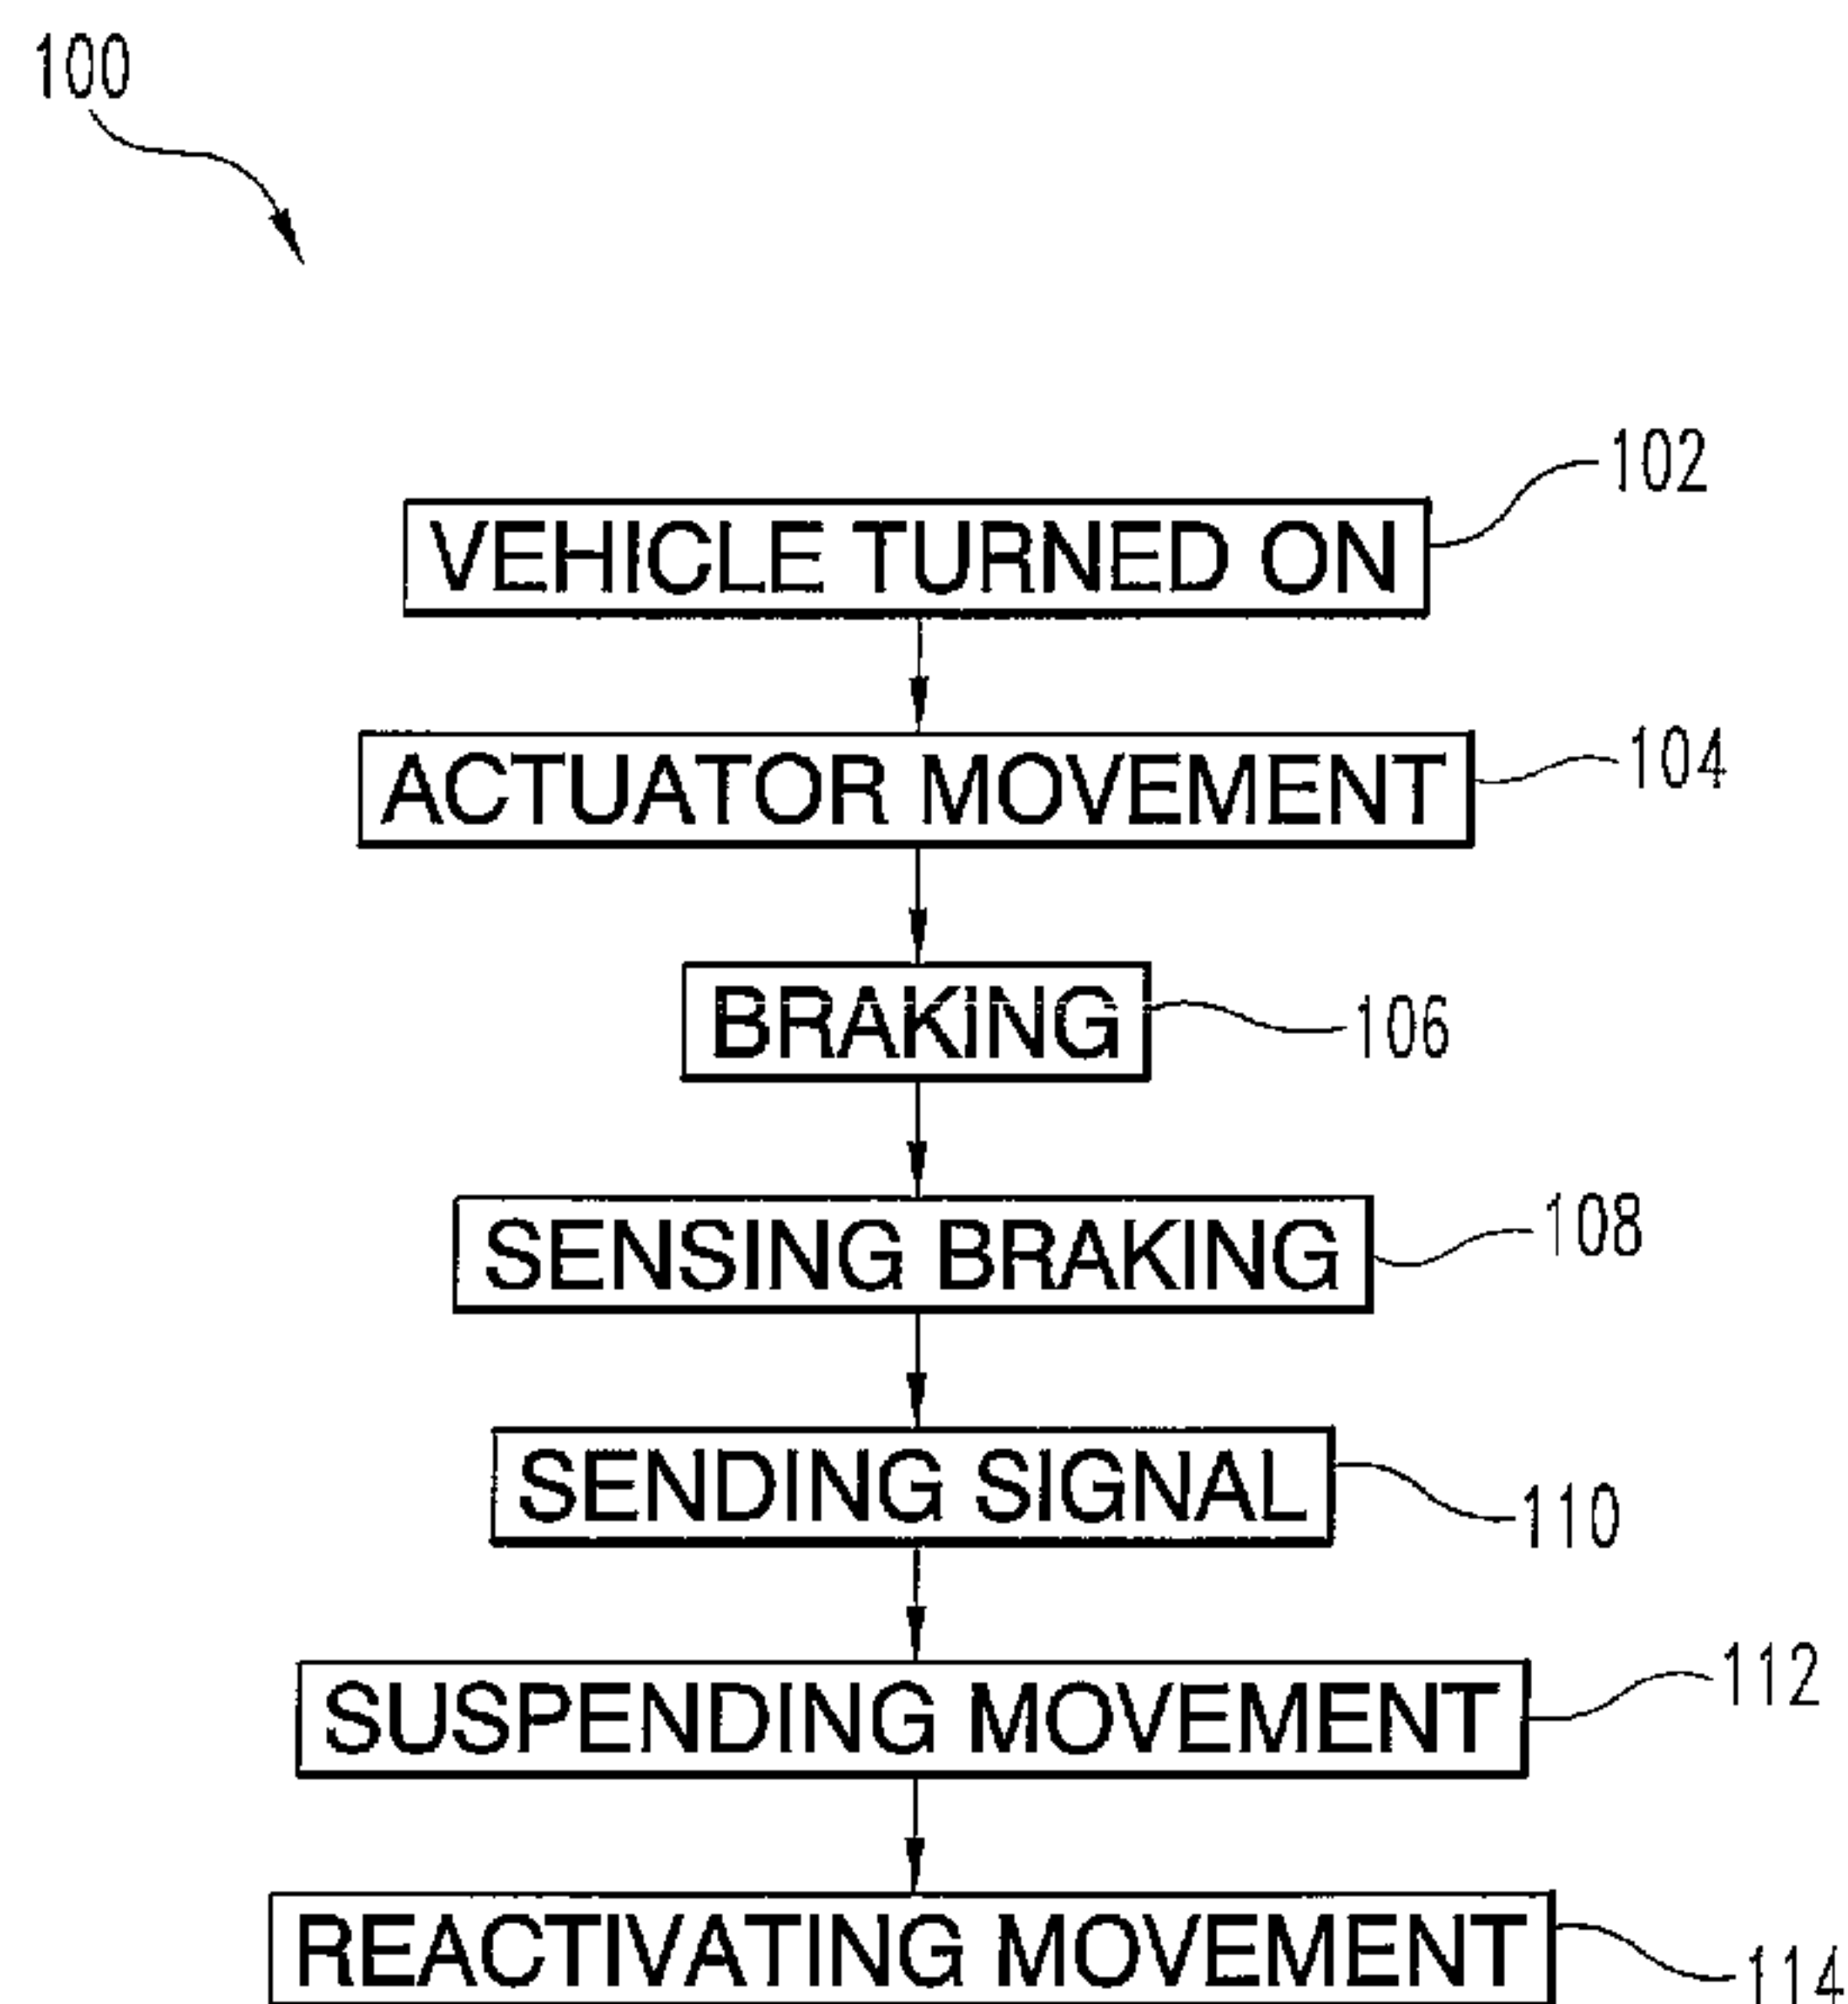 100
102
VEHICLE TURNED ON
104
ACTUATOR MOVEMENT
BRAKING
106
108
SENSING BRAKING
SENDING SIGNAL
110
112
SUSPENDING MOVEMENT
REACTIVATING MOVEMENT
114